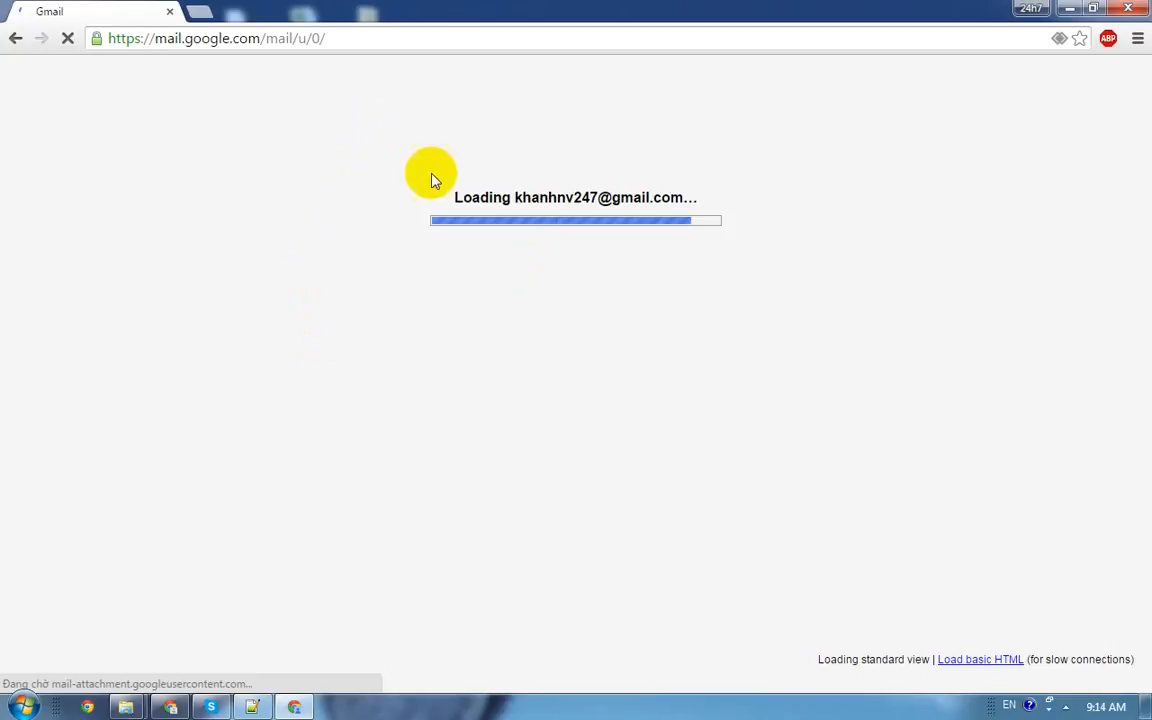 Gmail
24h7
https://mail.google.com/mail/u/0/
ABP
Loading khanhnv247@gmail.com...
Loading standard view | Load basic HTML (for slow connections)
Đang chờ mail-attachment.googleusercontent.com...
EN
9:14 AM